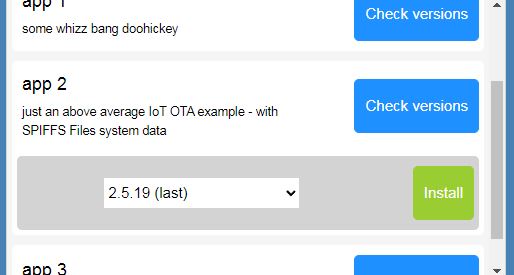 app 1
Check versions
some whizz bang doohickey
app 2
Check versions
just an above average IoT OTA example - with
SPIFFS Files system data
2.5.19 (last)
Install
app 3